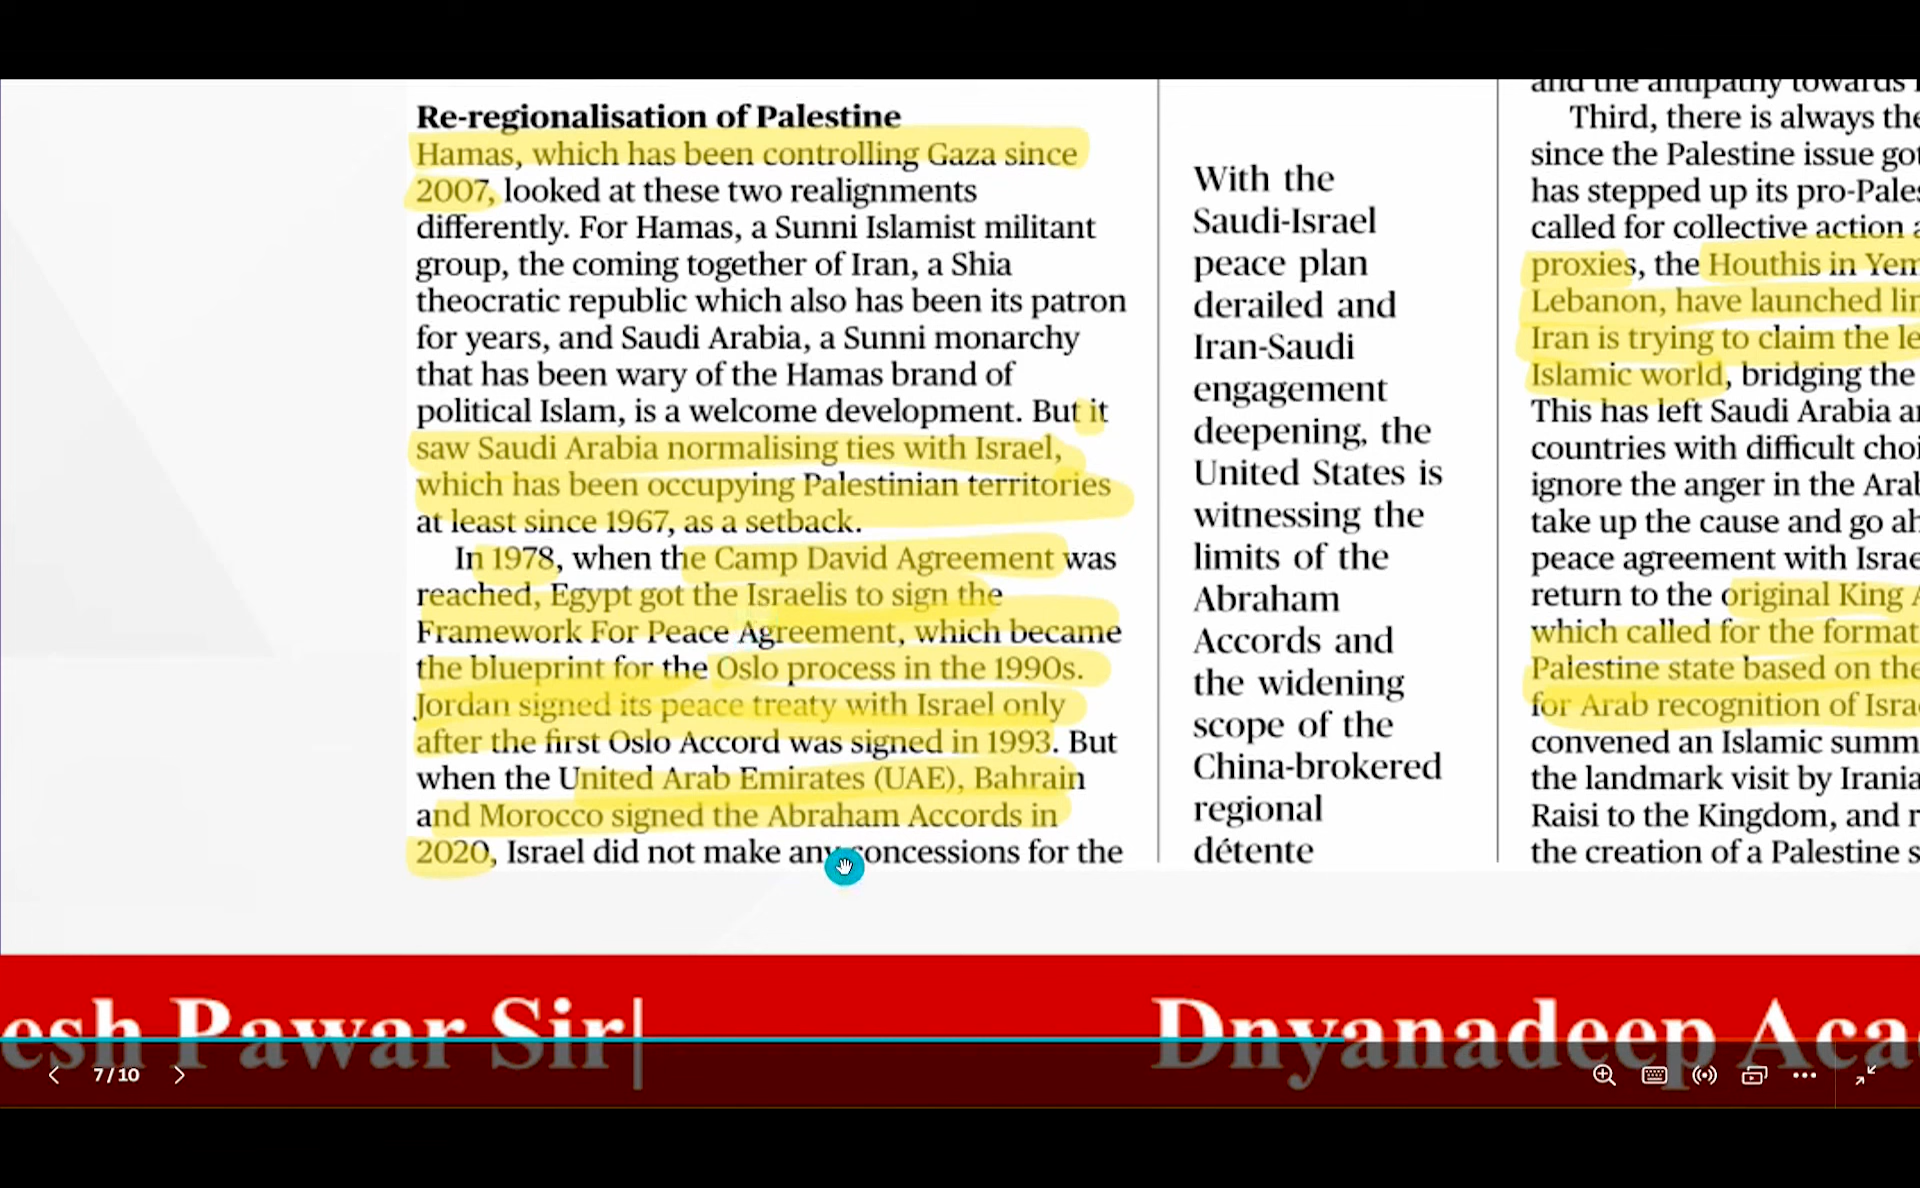 Re-regionalisation of Palestine
Hamas, which has been controlling Gaza since
2007, looked at these two realignments
differently. For Hamas, a Sunni Islamist militant
group, the coming together of Iran, a Shia
theocratic republic which also has been its patron
for years, and Saudi Arabia, a Sunni monarchy
that has been wary of the Hamas brand of
political Islam, is a welcome development. But it
saw Saudi Arabia normalising ties with Israel,
which has been occupying Palestinian territories
at least since 1967, as a setback.
In 1978, when the Camp David Agreement was
reached, Egypt got the Israelis to sign the
Framework For Peace Agreement, which became
the blueprint for the Oslo process in the 1990s.
Jordan signed its peace treaty with Israel only
after the first Oslo Accord was signed in 1993. But
when the United Arab Emirates (UAE), Bahrain
and Morocco signed the Abraham Accords in
2020, Israel did not make any concessions for the
With the
Saudi-Israel
peace plan
derailed and
Iran-Saudi
engagement
deepening, the
United States is
witnessing the
limits of the
Abraham
Accords and
the widening
scope of the
China-brokered
regional
détente
and the antipathy towards
Third, there is always the
since the Palestine issue got
has stepped up its pro-Pales
called for collective action a
proxies, the Houthis in Yem
Lebanon, have launched lin
Iran is trying to claim the le
Islamic world, bridging the
This has left Saudi Arabia an
countries with difficult choi
ignore the anger in the Arab
take up the cause and go ah
peace agreement with Israe
return to the original King A
which called for the format
Palestine state based on the
for Arab recognition of Isra
convened an Islamic summ
the landmark visit by Irania
Raisi to the Kingdom, and r
the creation of a Palestine s
esh Pawar Sir|
Dnyanadeep Aca
7/10